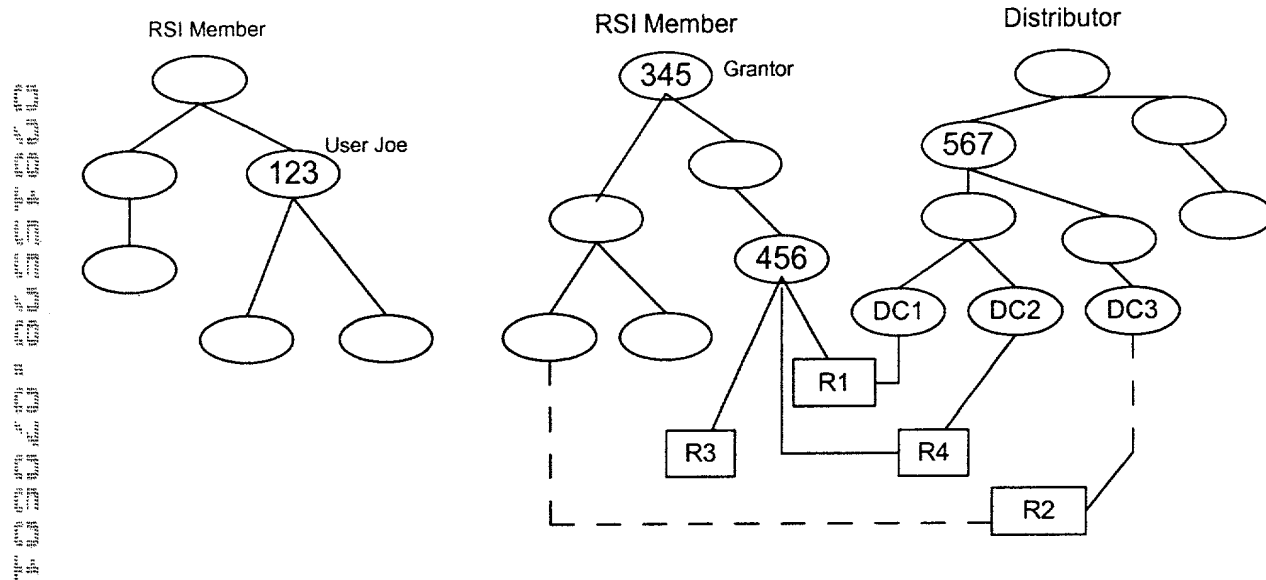 RSI Member
RSI Member
Distributor
345
Grantor
User Joe
123
567
456
DC1
DC2
DC3
R1
R3
R4
R2